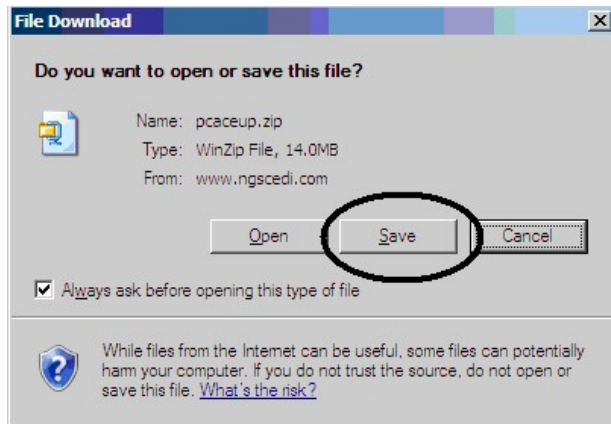 File Download
Do you want to open or save this file?
Name: pcaceup.zip
Type: WinZip File, 14.0MB
From: www.ngscedi.com
Open Save Cancel
Always ask before opening this type of file
While files from the Internet can be useful, some files can potentially
harm your computer. If you do not trust the source, do not open or
save this file. What's the risk?